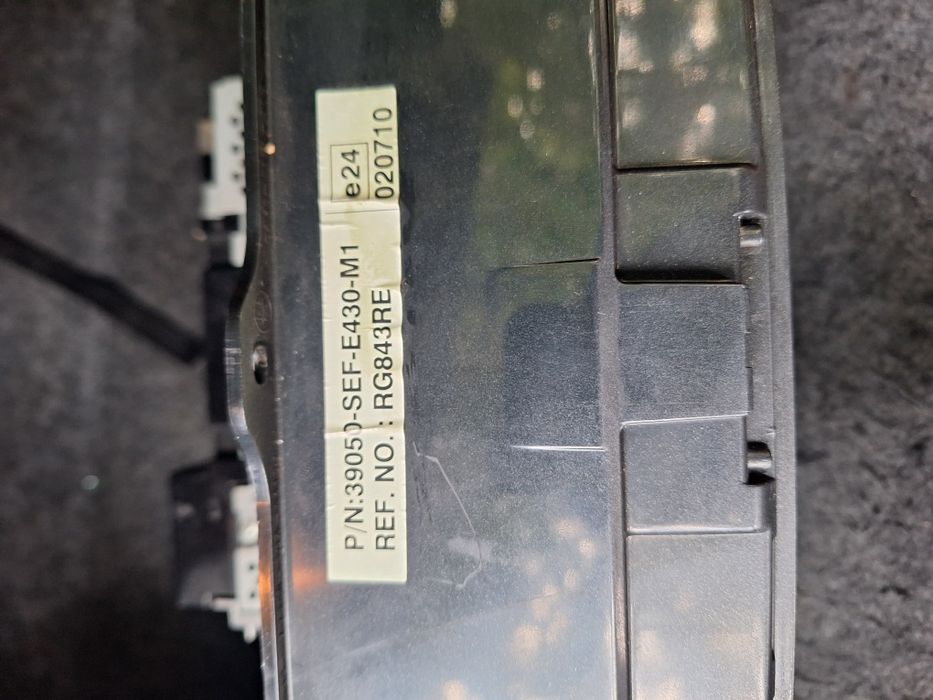 P/N:39050-SEF-E430-M1 e24
REF. NO. : RG843RE 020710